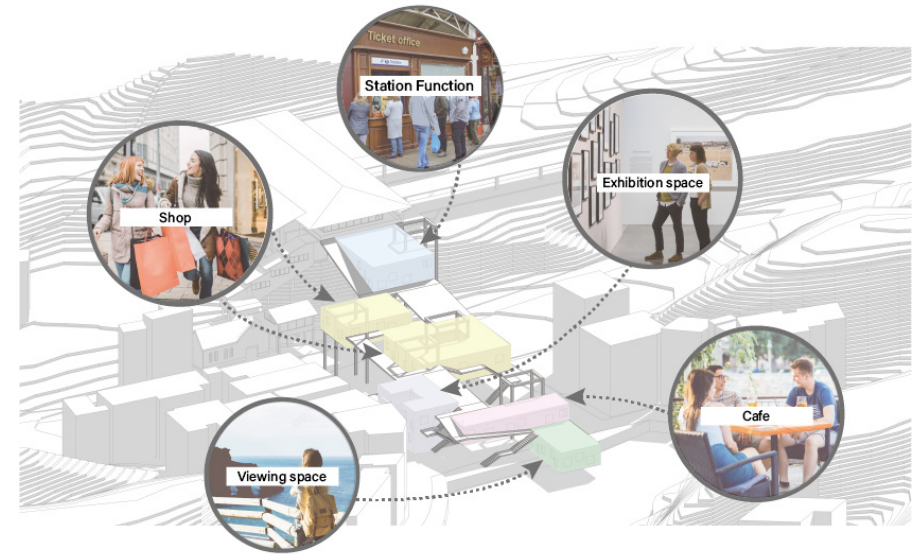 Ticket office
Station Function
Exhibition space
Shop
Cafe
Viewing space